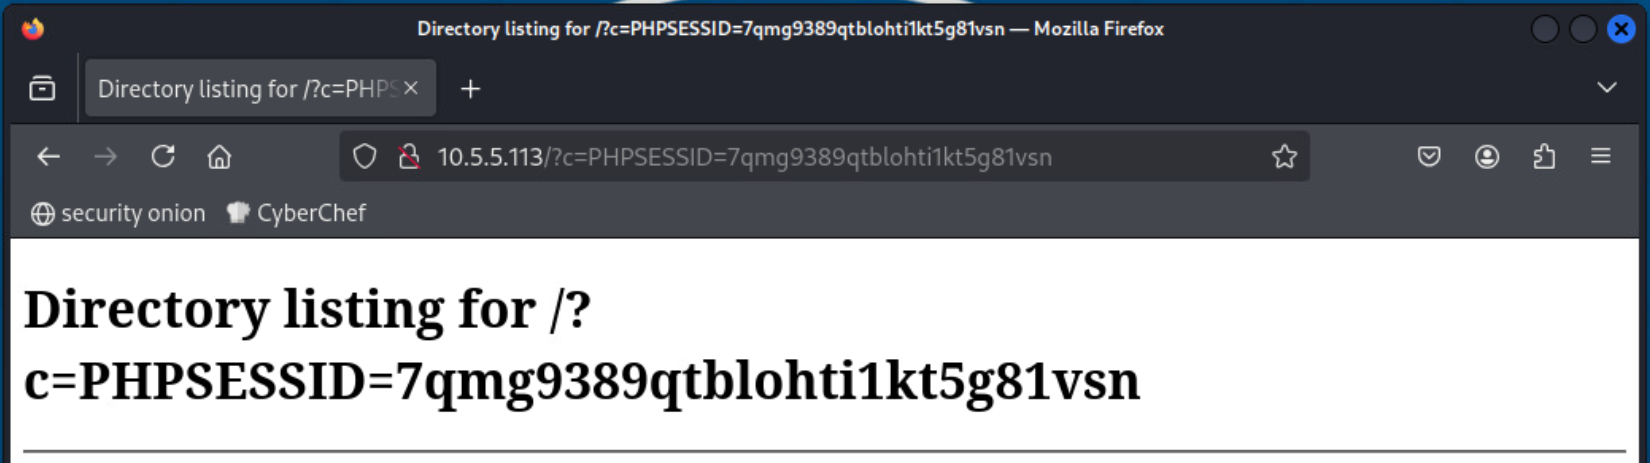 Directory listing for /?c=PHPSESSID=7qmg9389qtblohti1kt5g81vsn — Mozilla Firefox
Directory listing for /?c=PHPS
10.5.5.113/?c=PHPSESSID=7qmg9389qtblohti1kt5g81vsn
security onion CyberChef
Directory listing for /?
c=PHPSESSID=7qmg9389qtblohti1kt5g81vsn